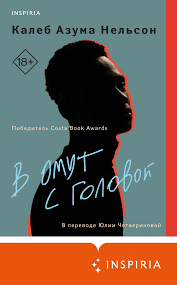 INSPIRIA
Калеб Азума Нельсон
18+
Победитель Costa Book Awards
В омут
с головой
В переводе Юлии Четвериковой
INSPIRIA